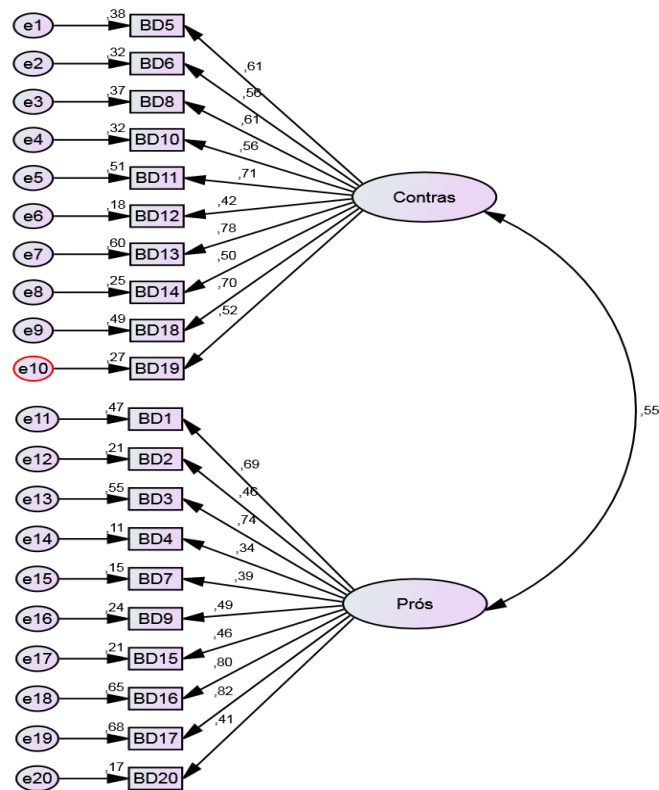 e1 ,38 BD5 ,61
e2 ,32 BD6 ,56
e3 ,37 BD8 ,61
e4 ,32 BD10 ,56
e5 ,51 BD11 ,71
e6 ,18 BD12 ,42
e7 ,60 BD13 ,78
e8 ,25 BD14 ,50
e9 ,49 BD18 ,70
e10 ,27 BD19 ,52
Contras
,55
e11 ,47 BD1 ,69
e12 ,21 BD2 ,46
e13 ,55 BD3 ,74
e14 ,11 BD4 ,34
e15 ,15 BD7 ,39
e16 ,24 BD9 ,49
e17 ,21 BD15 ,46
e18 ,65 BD16 ,80
e19 ,68 BD17 ,82
e20 ,17 BD20 ,41
Prós